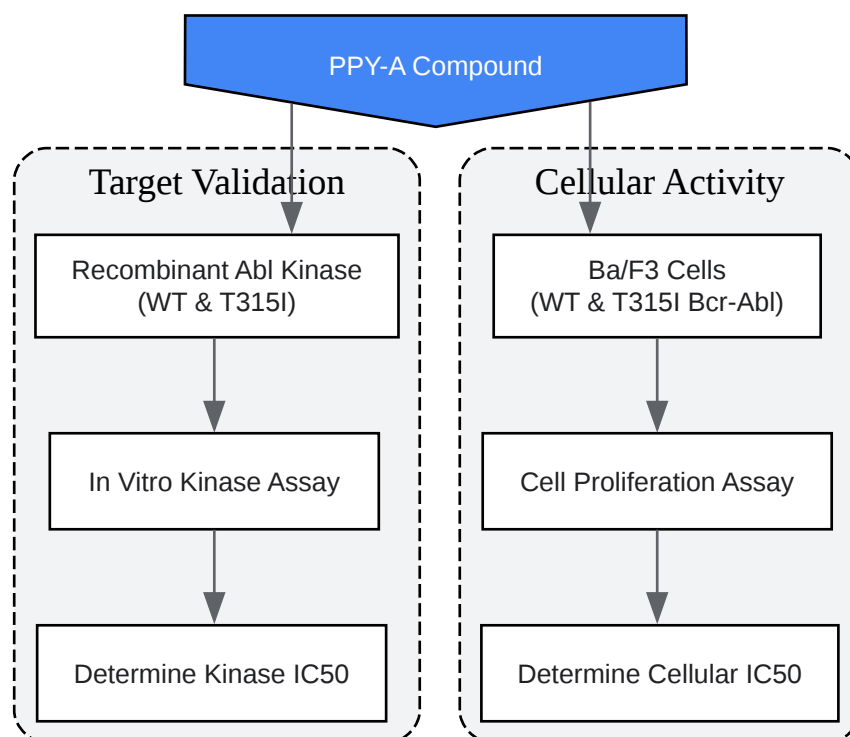 PPY-A Compound
Target Validation
Recombinant Abl Kinase
(WT & T315I)
In Vitro Kinase Assay
Determine Kinase IC50
Cellular Activity
Ba/F3 Cells
(WT & T315I Bcr-Abl)
Cell Proliferation Assay
Determine Cellular IC50